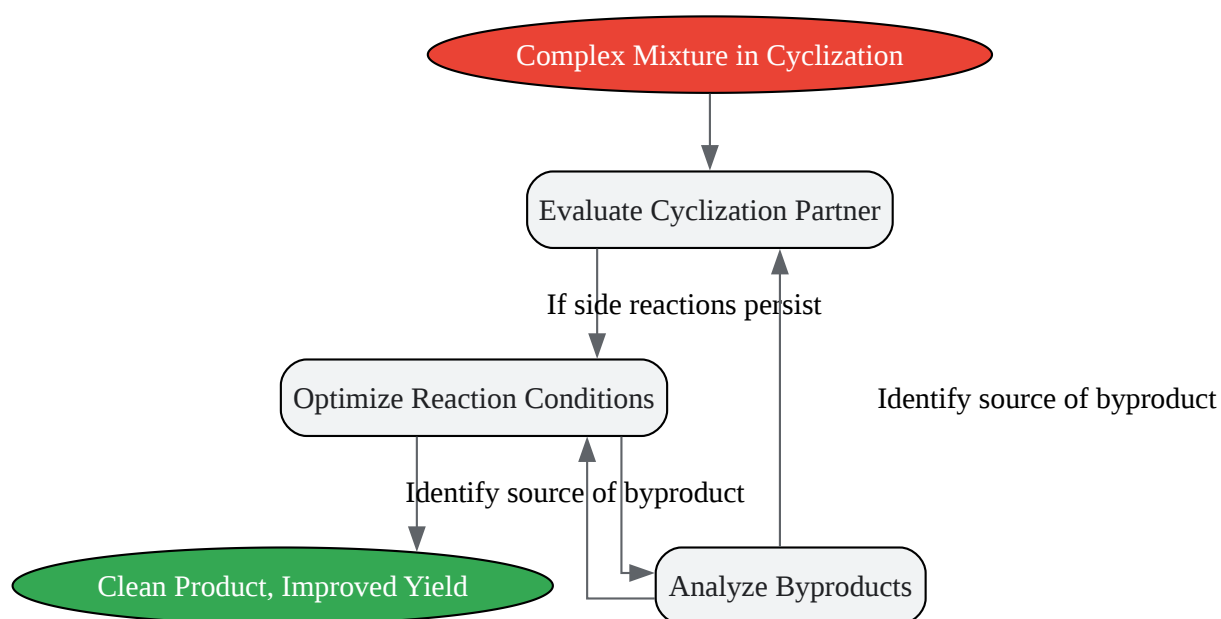 Complex Mixture in Cyclization
Evaluate Cyclization Partner
If side reactions persist
Optimize Reaction Conditions
Identify source of byproduct
Identify source of byproduct
Clean Product, Improved Yield
Analyze Byproducts